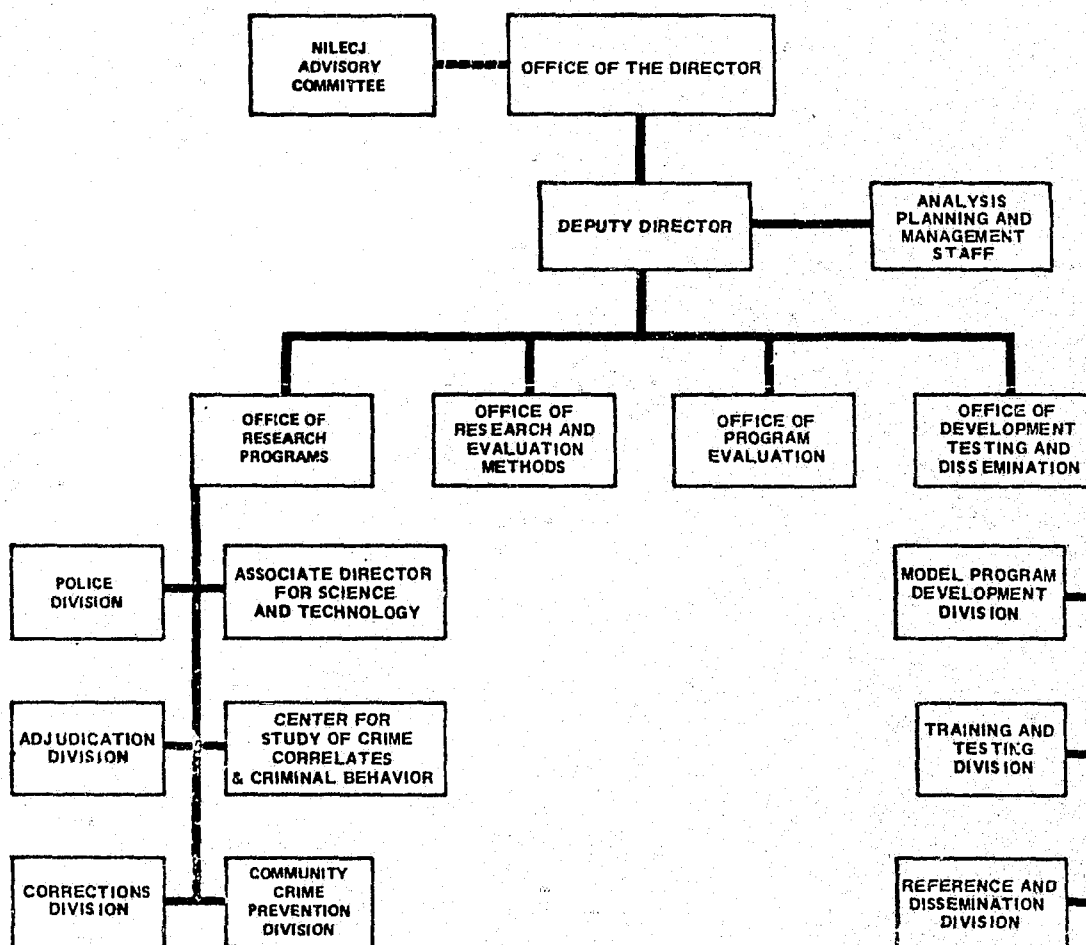 NILECJ
ADVISORY
COMMITTEE
OFFICE OF THE DIRECTOR
DEPUTY DIRECTOR
ANALYSIS
PLANNING AND
MANAGEMENT
STAFF
OFFICE OF
RESEARCH
PROGRAMS
OFFICE OF
RESEARCH AND
EVALUATION
METHODS
OFFICE OF
PROGRAM
EVALUATION
OFFICE OF
DEVELOPMENT
TESTING AND
DISSEMINATION
POLICE
DIVISION
ASSOCIATE DIRECTOR
FOR SCIENCE
AND TECHNOLOGY
MODEL PROGRAM
DEVELOPMENT
DIVISION
ADJUDICATION
DIVISION
CENTER FOR
STUDY OF CRIME
CORRELATES
& CRIMINAL BEHAVIOR
TRAINING AND
TESTING
DIVISION
CORRECTIONS
DIVISION
COMMUNITY
CRIME
PREVENTION
DIVISION
REFERENCE AND
DISSEMINATION
DIVISION